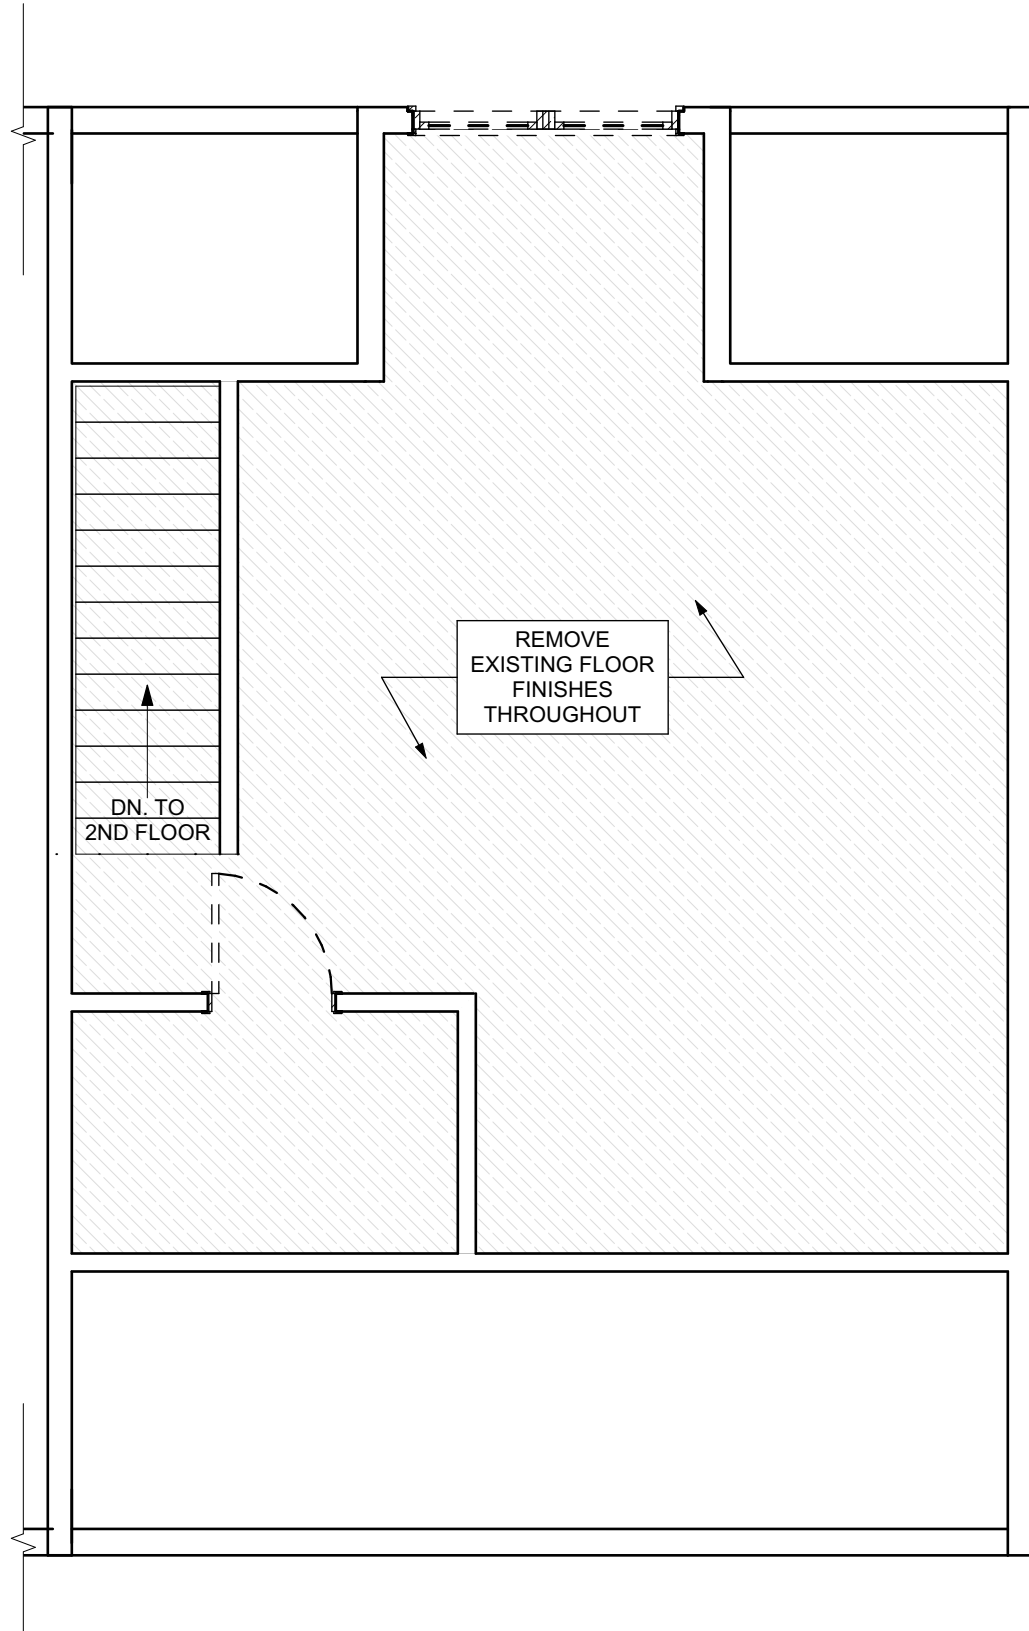 REMOVE
EXISTING FLOOR
FINISHES
THROUGHOUT
DN. TO
2ND FLOOR